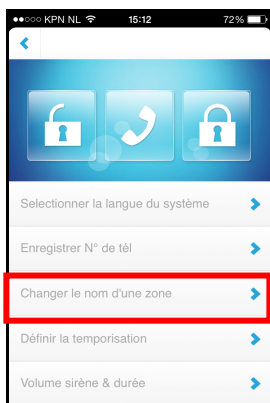 KPN NL 15:12 72%
Selectionner la langue du système
Enregistrer N° de tél
Changer le nom d'une zone
Définir la temporisation
Volume sirène & durée